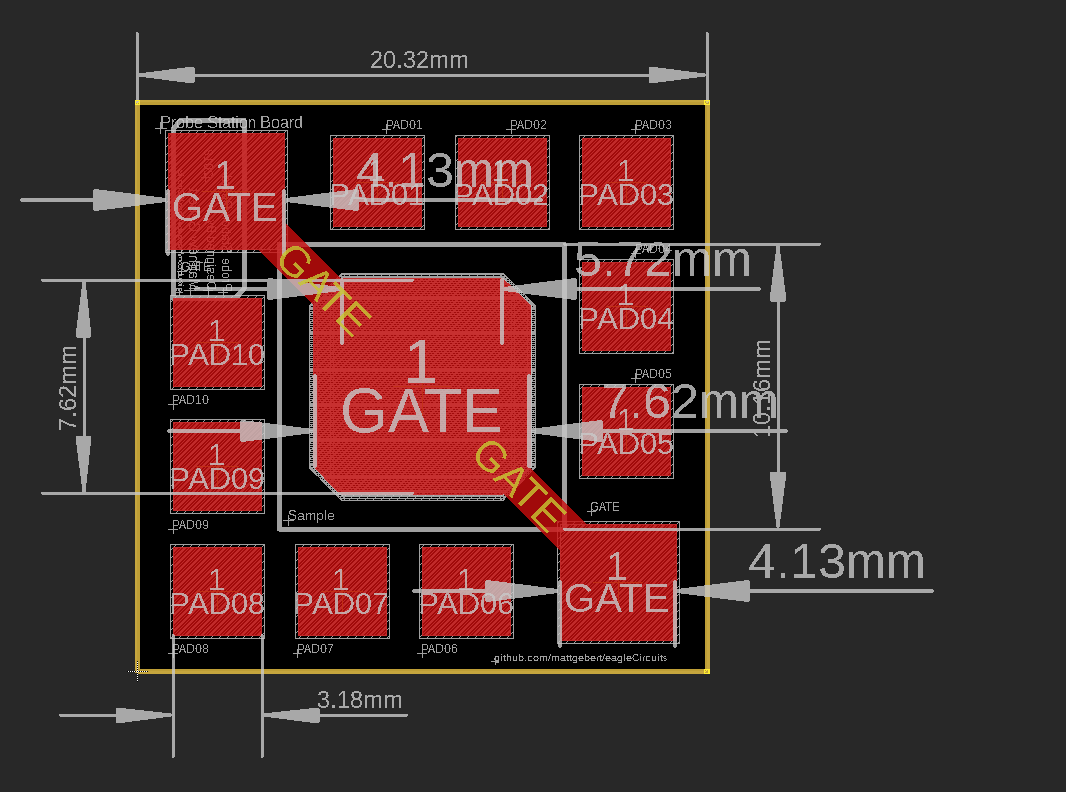 20.32mm
Probe Station Board
PAD01
PAD02
PAD03
1
GATE
4.13mm
1
PAD01
1
PAD02
1
PAD03
GATE
PAD04
5.72mm
1
PAD04
1
PAD10
PAD10
7.62mm
1
GATE
PAD05
7.62mm
10.16mm
1
PAD05
1
PAD09
PAD09
GATE
GATE
Sample
1
PAD08
1
PAD07
1
PAD06
1
GATE
4.13mm
PAD08
PAD07
PAD06
github.com/mattgebert/eagleCircuits
3.18mm